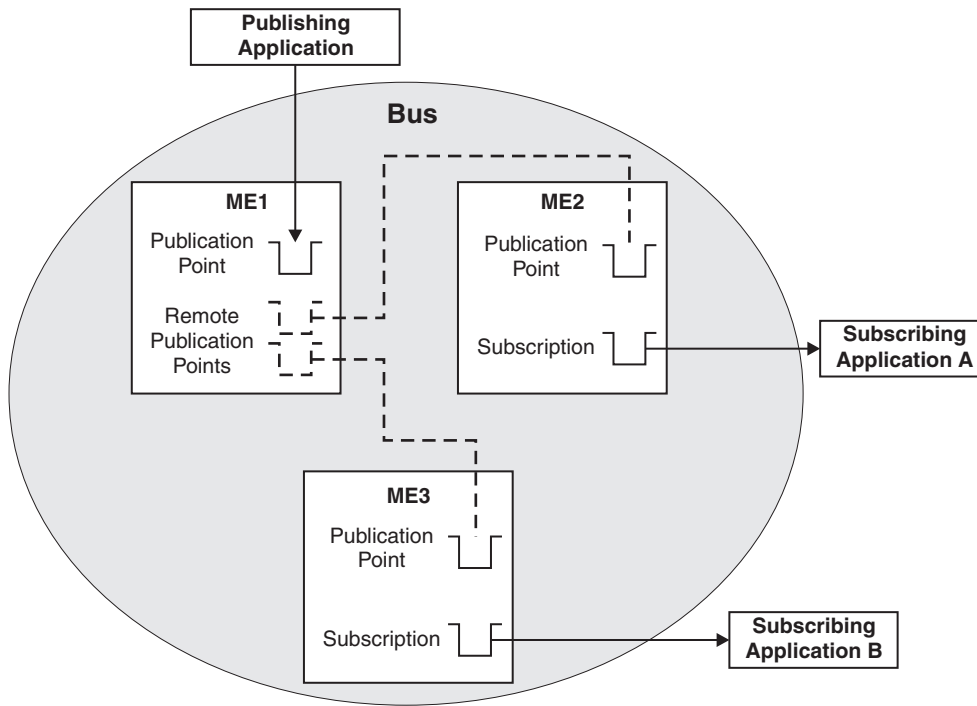 Publishing
Application
Bus
ME1
Publication
Point
Remote
Publication
Points
ME2
Publication
Point
Subscription
Subscribing
Application A
ME3
Publication
Point
Subscription
Subscribing
Application B